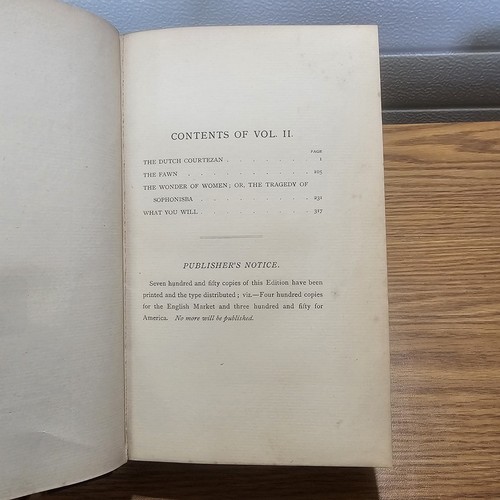 CONTENTS OF VOL. II.
PAGE
THE DUTCH COURTEZAN . . . . . . . 1
THE FAWN . . . . . . . . . . 105
THE WONDER OF WOMEN; OR, THE TRAGEDY OF
SOPHONISBA . . . . . . . . . 231
WHAT YOU WILL . . . . . . . . . 317
PUBLISHER'S NOTICE.
Seven hundred and fifty copies of this Edition have been
printed and the type distributed; viz.—Four hundred copies
for the English Market and three hundred and fifty for
America. No more will be published.